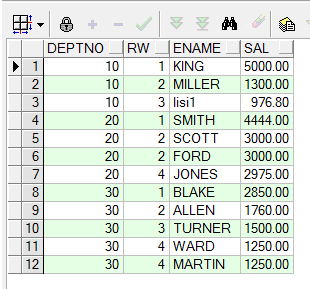 DEPTNO RW ENAME SAL
1 10 1 KING 5000.00
2 10 2 MILLER 1300.00
3 10 3 lisi1 976.80
4 20 1 SMITH 4444.00
5 20 2 SCOTT 3000.00
6 20 2 FORD 3000.00
7 20 4 JONES 2975.00
8 30 1 BLAKE 2850.00
9 30 2 ALLEN 1760.00
10 30 3 TURNER 1500.00
11 30 4 WARD 1250.00
12 30 4 MARTIN 1250.00